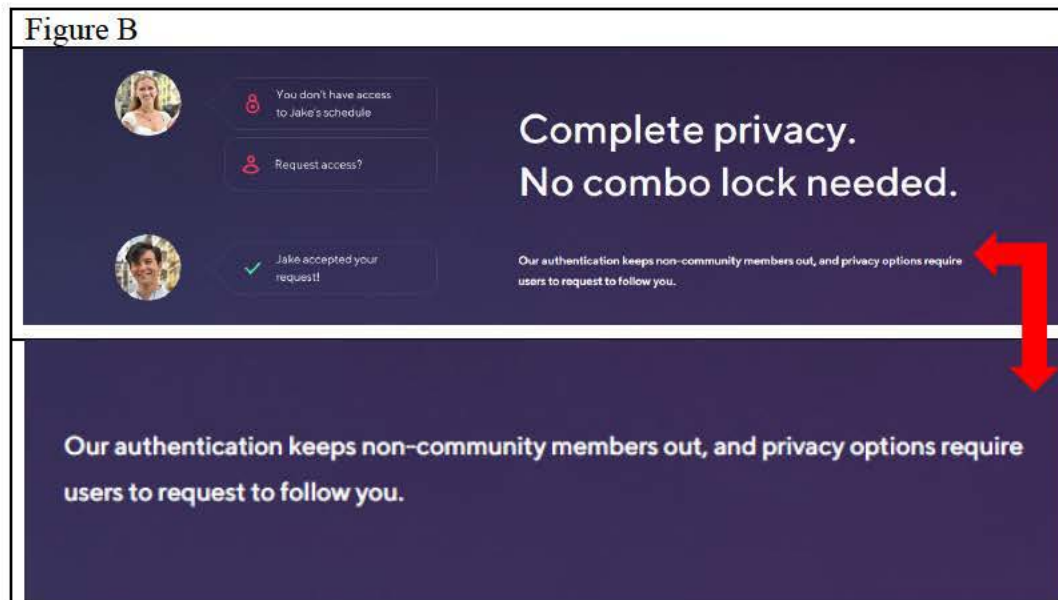 Figure B
You don't have access
to Jake's schedule
Request access?
Jake accepted your
request!
Complete privacy.
No combo lock needed.
Our authentication keeps non-community members out, and privacy options require
users to request to follow you.
Our authentication keeps non-community members out, and privacy options require
users to request to follow you.